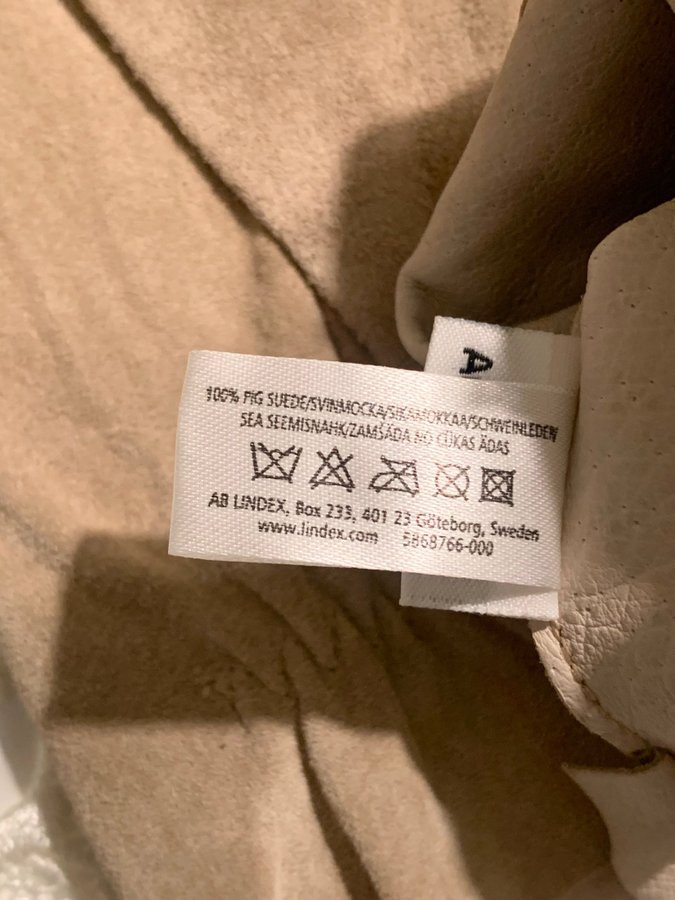 A
100% PIG SUEDE/SVINMOCKA/SIKAMOKKAA/SCHWEINLEDER/
SEA SEEMISNAHK/ZAMŠĀDA NO CŪKAS ĀDAS
AB LINDEX, Box 233, 401 23 Göteborg, Sweden
www.lindex.com 5868766-000